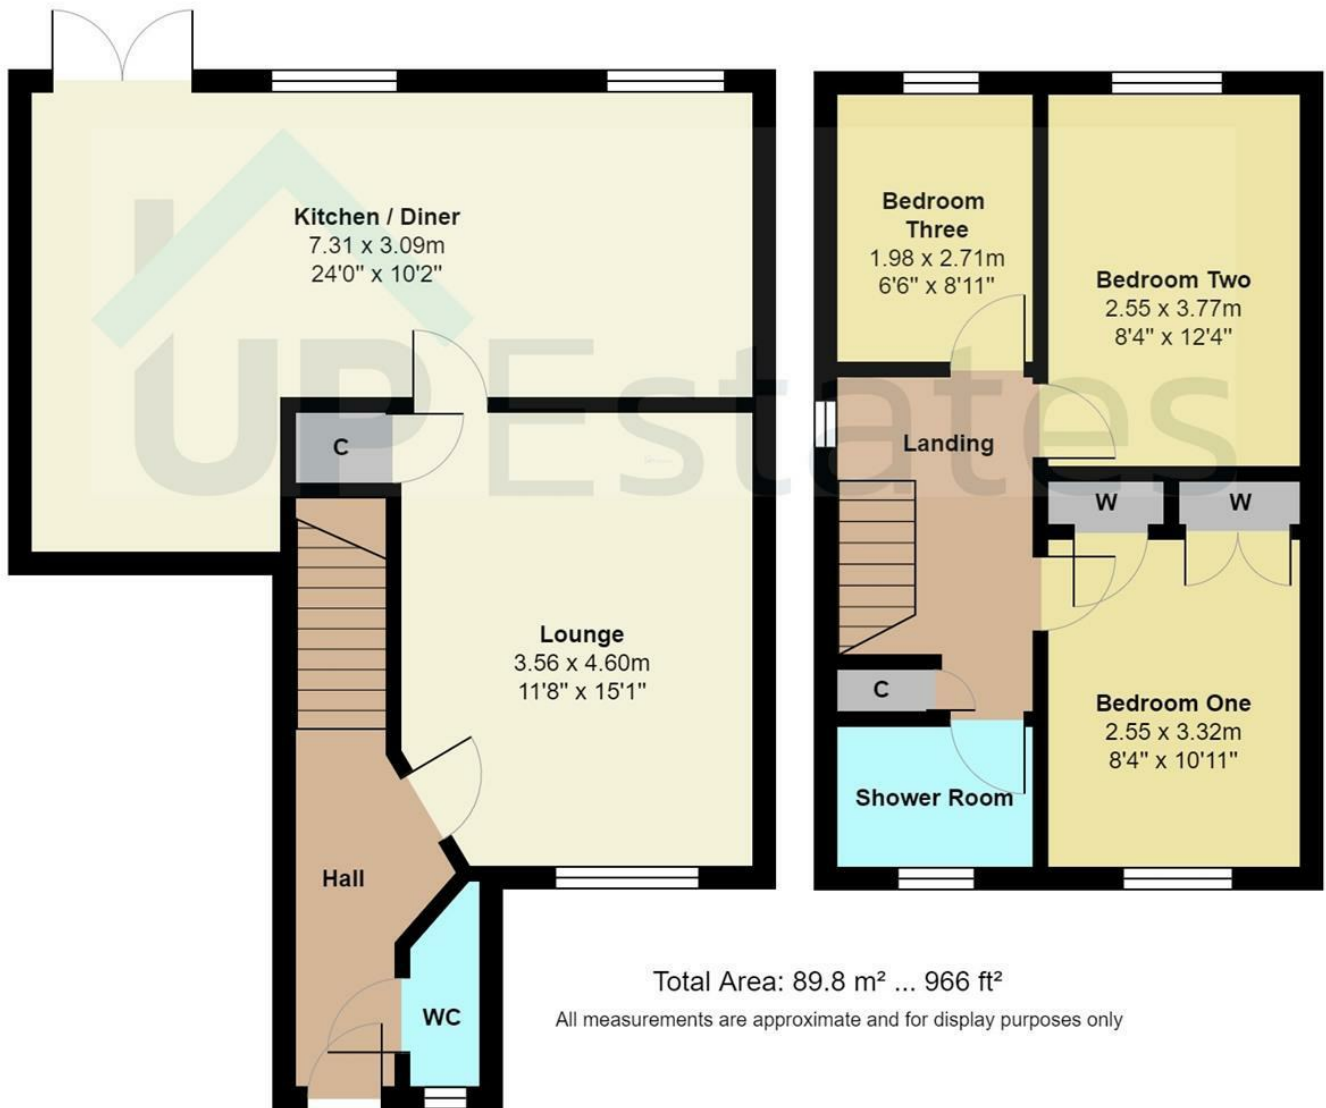 Kitchen / Diner
7.31 x 3.09m
24'0" x 10'2"
C
Lounge
3.56 x 4.60m
11'8" x 15'1"
Hall
WC
Bedroom
Three
1.98 x 2.71m
6'6" x 8'11"
Bedroom Two
2.55 x 3.77m
8'4" x 12'4"
Landing
W
W
C
Bedroom One
2.55 x 3.32m
8'4" x 10'11"
Shower Room
Total Area: 89.8 m² ... 966 ft²
All measurements are approximate and for display purposes only
UPEstates